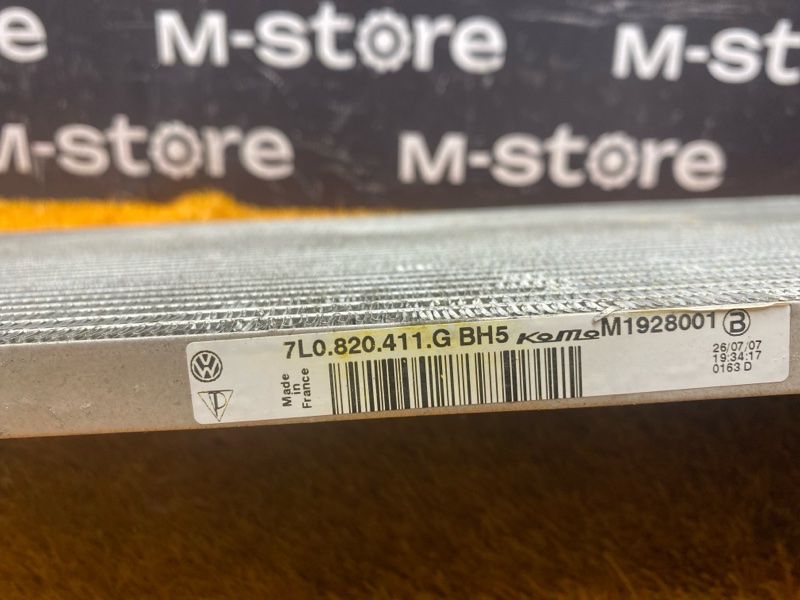 M-store
M-st
-store
M-store
7L0.820.411.G BH5 KoMo M1928001 B
Made
in
France
26/07/07
19:34:17
0163 D